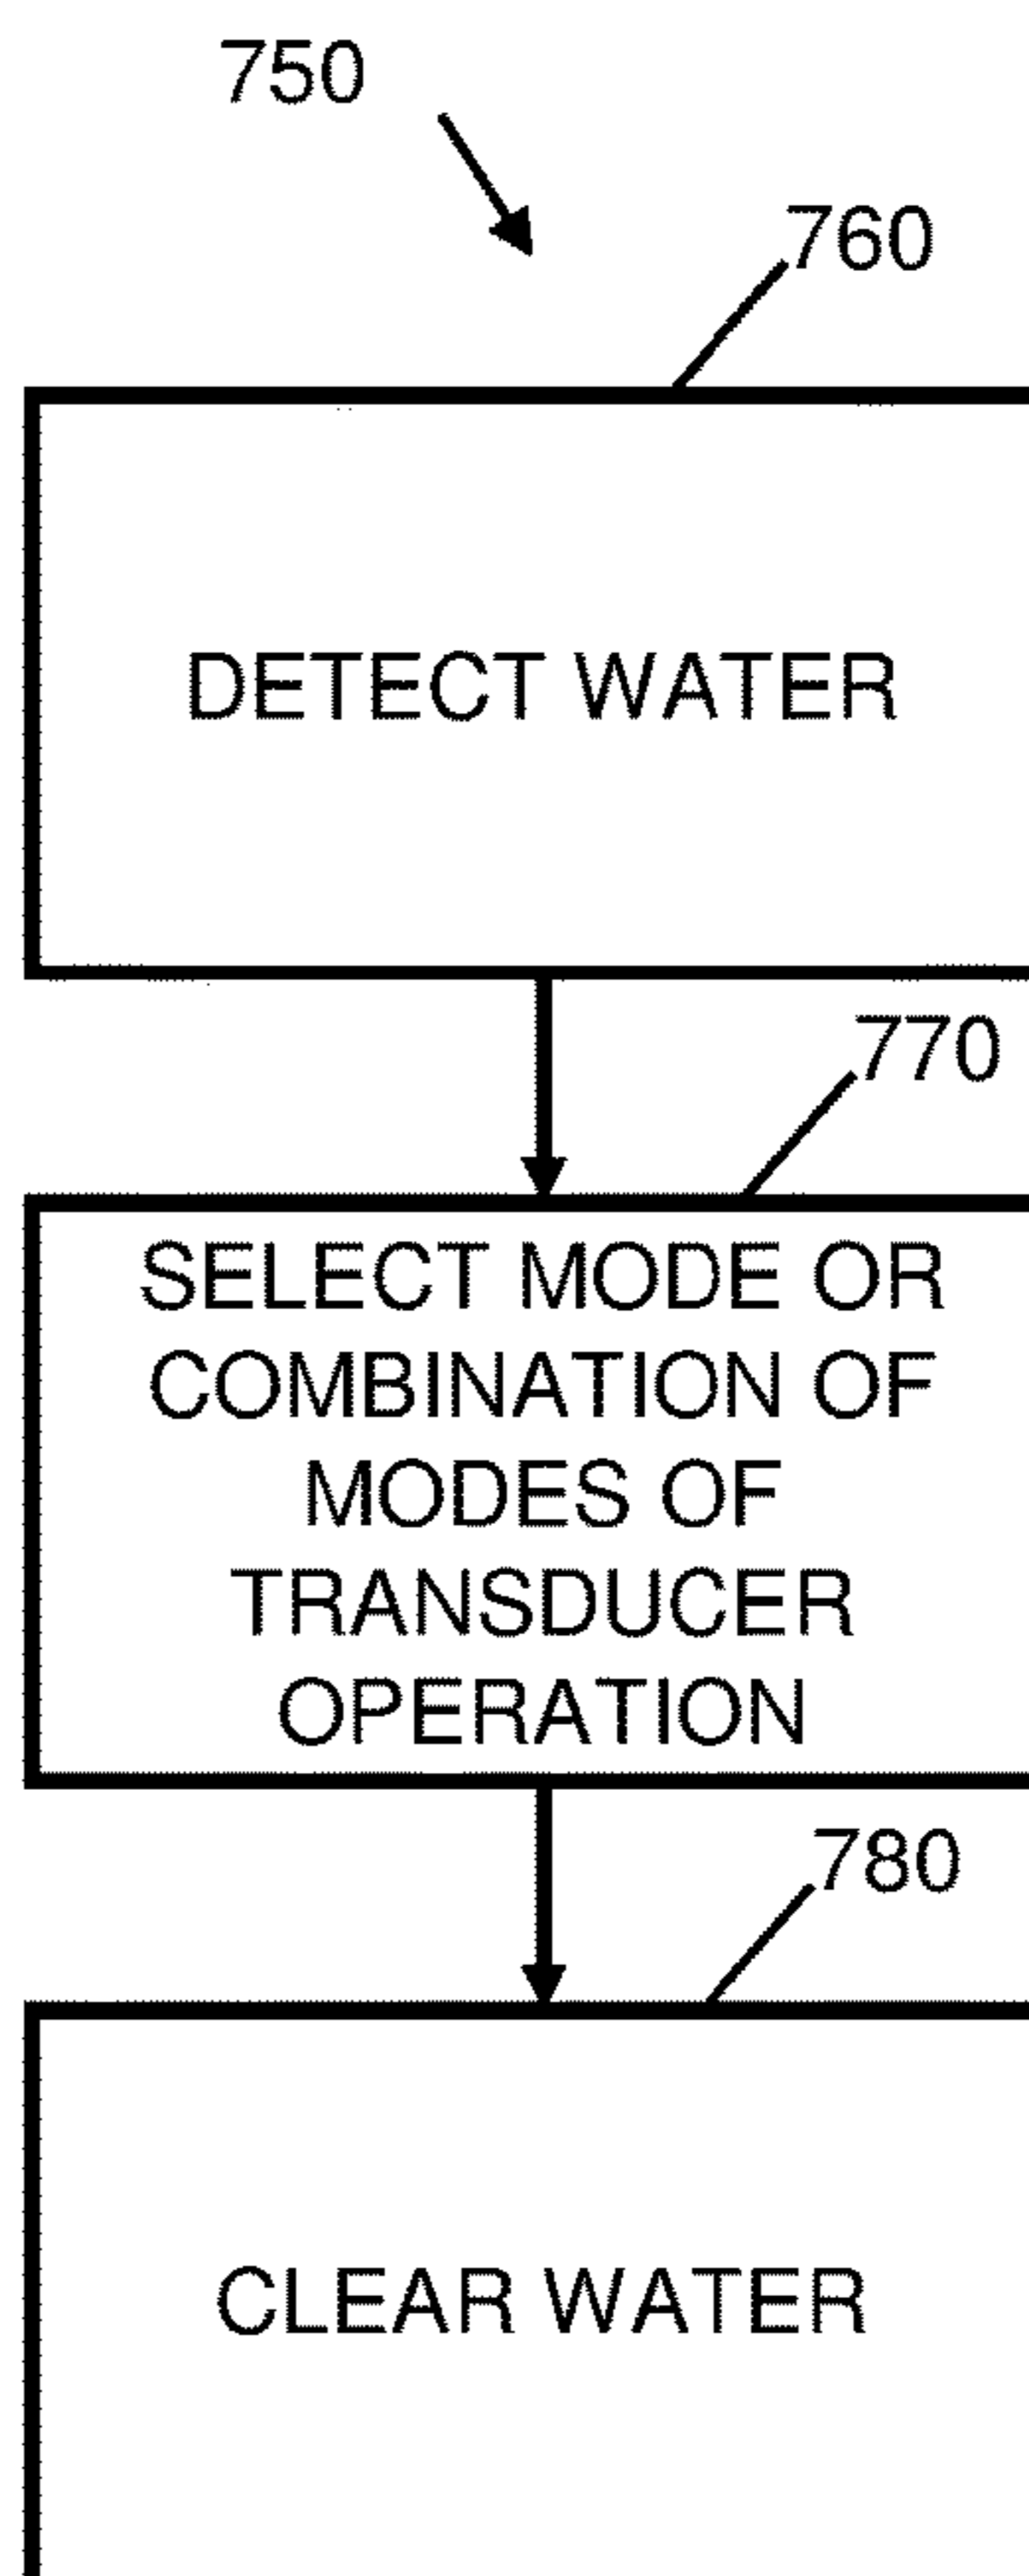 750
760
DETECT WATER
770
SELECT MODE OR
COMBINATION OF
MODES OF
TRANSDUCER
OPERATION
780
CLEAR WATER